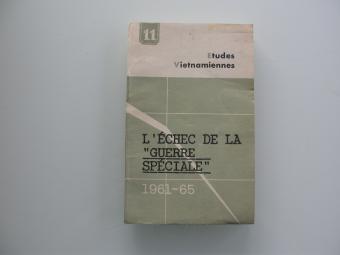 11
Etudes
Vietnamiennes
L'ÉCHEC DE LA
"GUERRE
SPÉCIALE"
1961-65